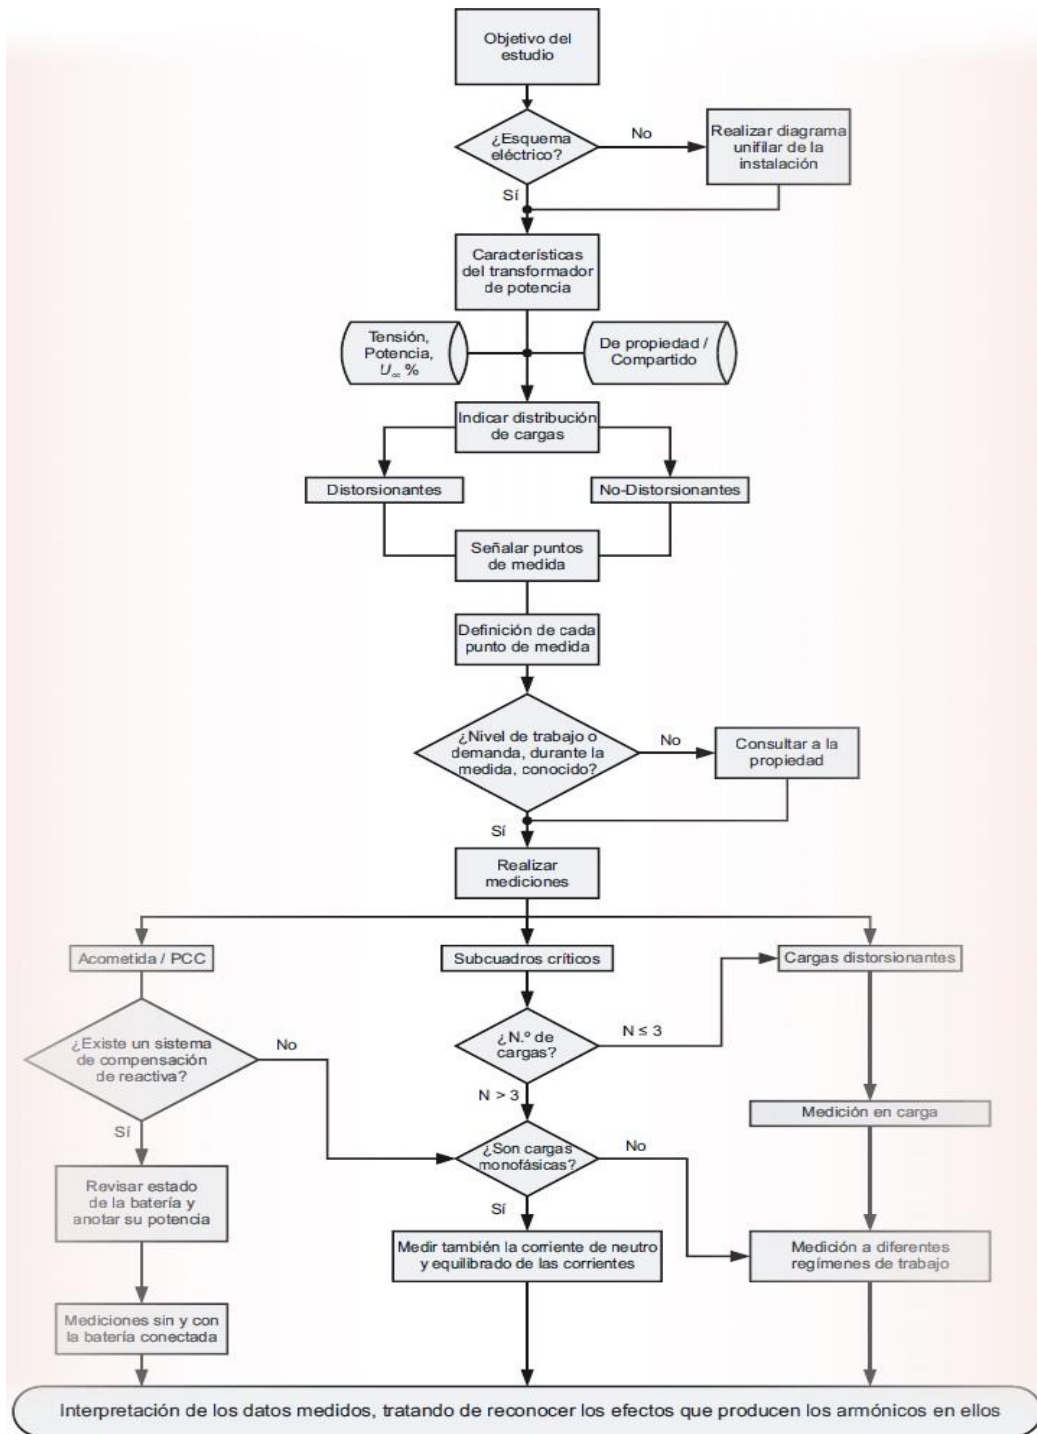 Objetivo del
estudio
¿Esquema
eléctrico?
No
Realizar diagrama
unifilar de la
instalación
Sí
Características
del transformador
de potencia
Tensión,
Potencia,
U %
De propiedad /
Compartido
Indicar distribución
de cargas
Distorsionantes
No-Distorsionantes
Señalar puntos
de medida
Definición de cada
punto de medida
¿Nivel de trabajo o
demanda, durante la
medida, conocido?
No
Consultar a la
propiedad
Sí
Realizar
mediciones
Acometida / PCC
Subcuadros críticos
Cargas distorsionantes
¿Existe un sistema
de compensación
de reactiva?
No
¿N.º de
cargas?
N ≤ 3
N > 3
Medición en carga
Sí
¿Son cargas
monofásicas?
No
Revisar estado
de la batería y
anotar su potencia
Sí
Medir también la corriente de neutro
y equilibrado de las corrientes
Medición a diferentes
regímenes de trabajo
Mediciones sin y con
la batería conectada
Interpretación de los datos medidos, tratando de reconocer los efectos que producen los armónicos en ellos